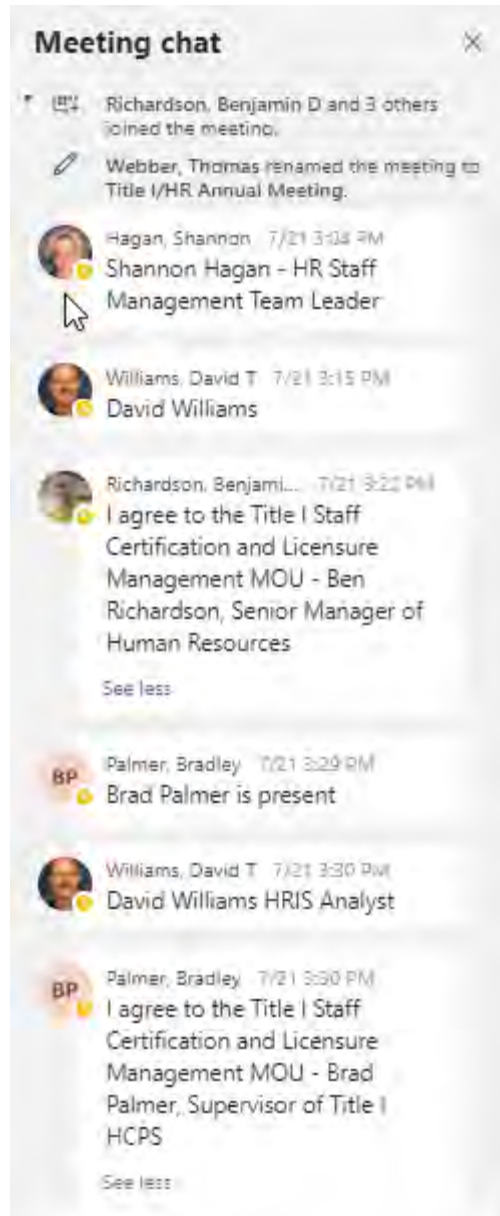 Meeting chat
Richardson, Benjamin D and 3 others
joined the meeting.
Webber, Thomas renamed the meeting to
Title I/HR Annual Meeting.
Hagan, Shannon 7/21 3:04 PM
Shannon Hagan - HR Staff
Management Team Leader
Williams, David T 7/21 3:15 PM
David Williams
Richardson, Benjami... 7/21 3:22 PM
I agree to the Title I Staff
Certification and Licensure
Management MOU - Ben
Richardson, Senior Manager of
Human Resources
See less
BP
Palmer, Bradley 7/21 3:29 PM
Brad Palmer is present
Williams, David T 7/21 3:30 PM
David Williams HRIS Analyst
BP
Palmer, Bradley 7/21 3:30 PM
I agree to the Title I Staff
Certification and Licensure
Management MOU - Brad
Palmer, Supervisor of Title I
HCPS
See less